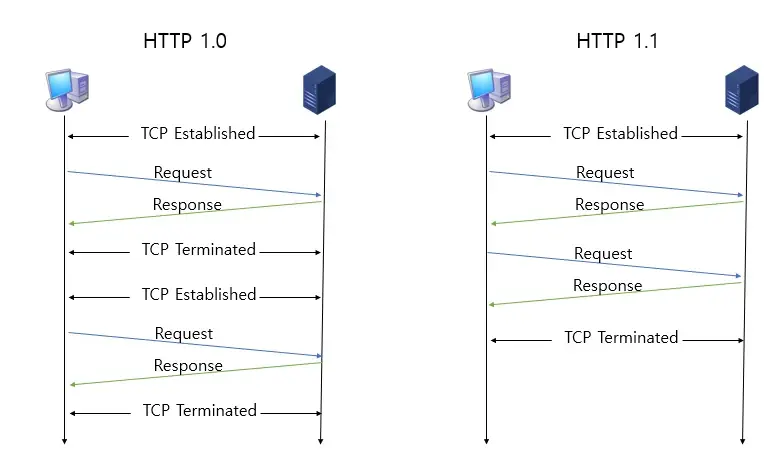 HTTP 1.0
TCP Established
Request
Response
TCP Terminated
TCP Established
Request
Response
TCP Terminated
HTTP 1.1
TCP Established
Request
Response
Request
Response
TCP Terminated